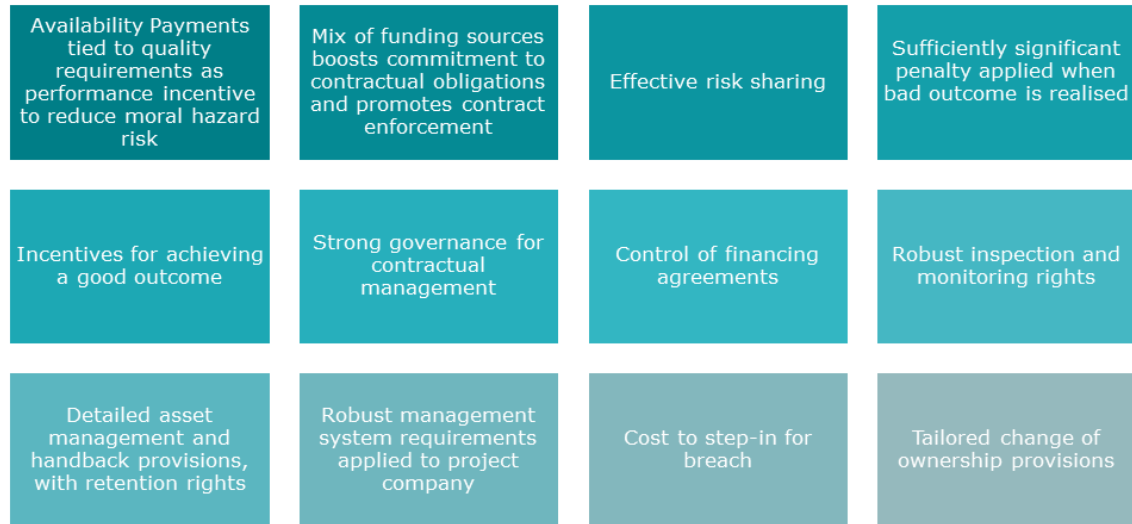 Availability Payments
tied to quality
requirements as
performance incentive
to reduce moral hazard
risk
Mix of funding sources
boosts commitment to
contractual obligations
and promotes contract
enforcement
Effective risk sharing
Sufficiently significant
penalty applied when
bad outcome is realised
Incentives for achieving
a good outcome
Strong governance for
contractual
management
Control of financing
agreements
Robust inspection and
monitoring rights
Detailed asset
management and
handback provisions,
with retention rights
Robust management
system requirements
applied to project
company
Cost to step-in for
breach
Tailored change of
ownership provisions